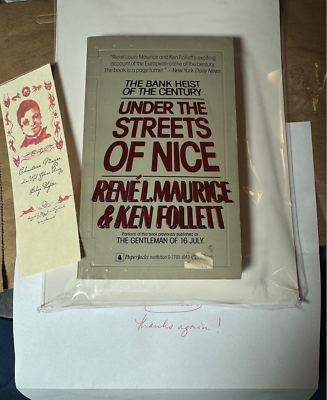 "René Louis Maurice and Ken Follett's exciting
account of the European crime of the century.
The book is a page turner" — New York Daily News
THE BANK HEIST
OF THE CENTURY
UNDER THE
STREETS
OF NICE
RENÉ L. MAURICE
& KEN FOLLETT
Portions of this book previously published as
THE GENTLEMAN OF 16 JULY
PaperJacks nonfiction
thanks again!